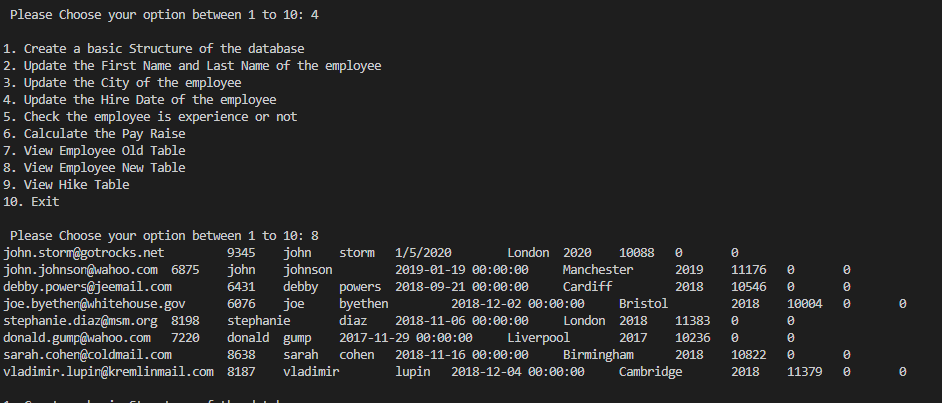 Please Choose your option between 1 to 10: 4
1. Create a basic Structure of the database
2. Update the First Name and Last Name of the employee
3. Update the City of the employee
4. Update the Hire Date of the employee
5. Check the employee is experience or not
6. Calculate the Pay Raise
7. View Employee Old Table
8. View Employee New Table
9. View Hike Table
10. Exit
Please Choose your option between 1 to 10: 8
john.storm@gotrocks.net 9345 john storm 1/5/2020 London 2020 10088 0 0
john.johnson@wahoo.com 6875 john johnson 2019-01-19 00:00:00 Manchester 2019 11176 0 0
debby.powers@jeemail.com 6431 debby powers 2018-09-21 00:00:00 Cardiff 2018 10546 0 0
joe.byethen@whitehouse.gov 6076 joe byethen 2018-12-02 00:00:00 Bristol 2018 10004 0 0
stephanie.diaz@msm.org 8198 stephanie diaz 2018-11-06 00:00:00 London 2018 11383 0 0
donald.gump@wahoo.com 7220 donald gump 2017-11-29 00:00:00 Liverpool 2017 10236 0 0
sarah.cohen@coldmail.com 8638 sarah cohen 2018-11-16 00:00:00 Birmingham 2018 10822 0 0
vladimir.lupin@kremlinmail.com 8187 vladimir lupin 2018-12-04 00:00:00 Cambridge 2018 11379 0 0